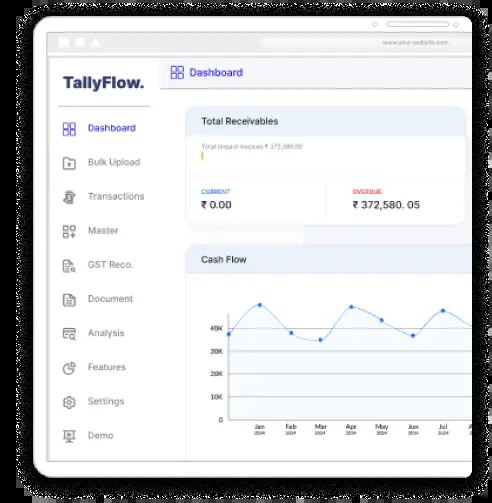 www.your-website.com
TallyFlow.
Dashboard
Dashboard
Bulk Upload
Transactions
Master
GST Reco.
Document
Analysis
Features
Settings
Demo
Total Receivables
Total Unpaid Invoices ₹ 372,580.05
CURRENT OVERDUE
₹ 0.00 ₹ 372,580. 05
Cash Flow
40K
30K
20K
10K
0
Jan Feb Mar Apr May Jun Jul
2024 2024 2024 2024 2024 2024 2024